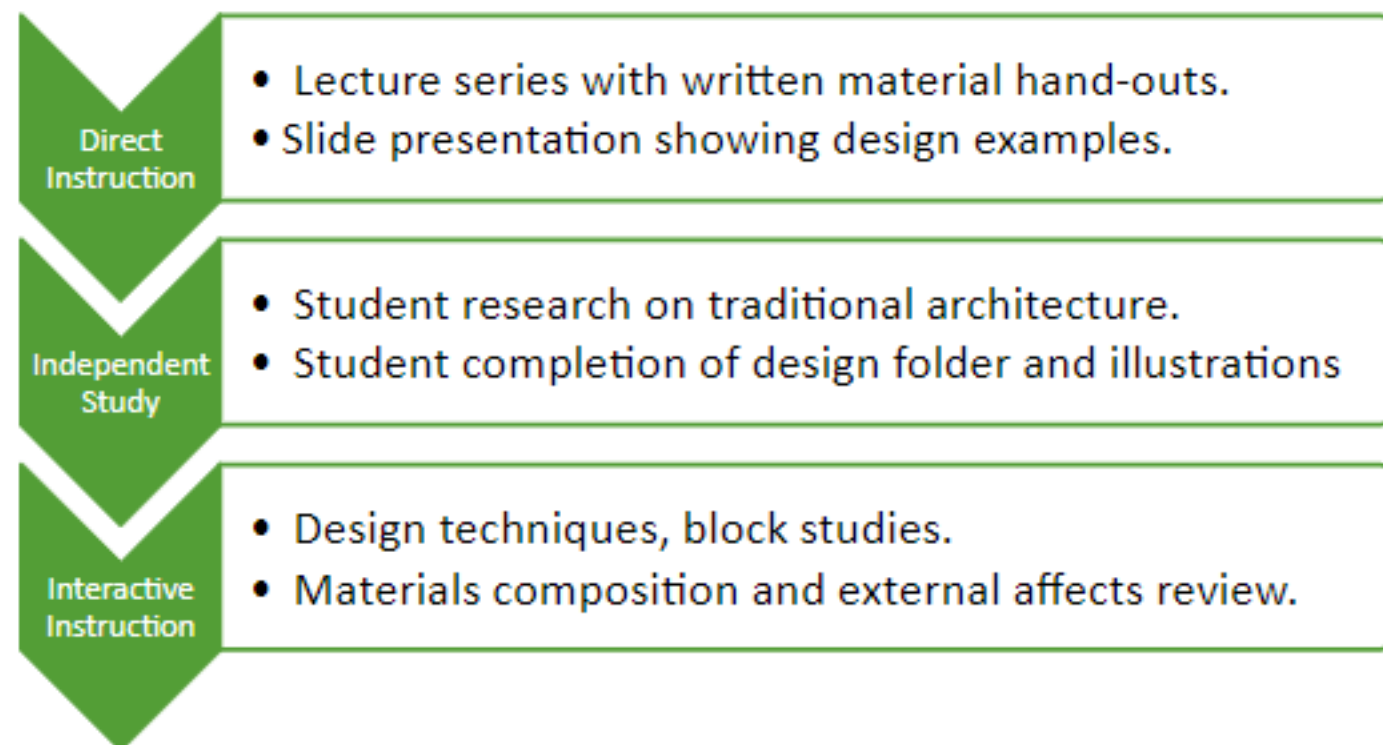 Direct
Instruction
• Lecture series with written material hand-outs.
• Slide presentation showing design examples.
Independent
Study
• Student research on traditional architecture.
• Student completion of design folder and illustrations
Interactive
Instruction
• Design techniques, block studies.
• Materials composition and external affects review.